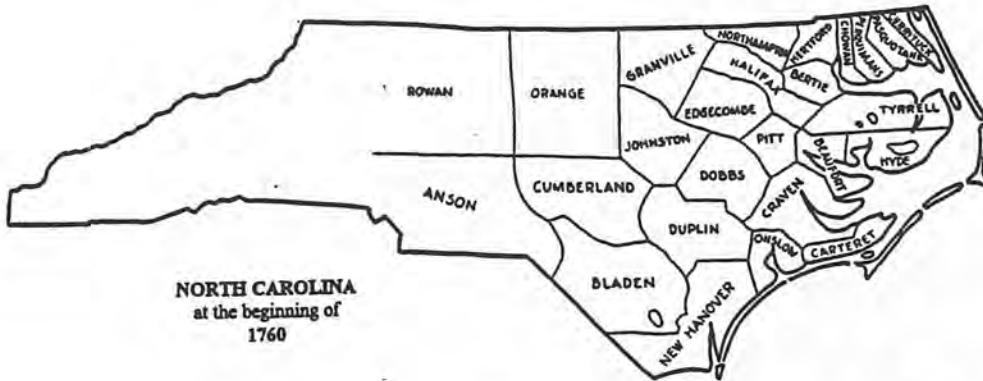 ROWAN
ORANGE
GRANVILLE
NORTHAMPTON
HERTFORD
CHOWAN
PERQUIMANS
PASQUOTANK
CURRITUCK
HALIFAX
BERTIE
EDGECOMBE
TYRRELL
JOHNSTON
PITT
BEAUFORT
HYDE
ANSON
CUMBERLAND
DOBBS
CRAVEN
DUPLIN
ONSLOW
CARTERET
BLADEN
NEW HANOVER
NORTH CAROLINA
at the beginning of
1760